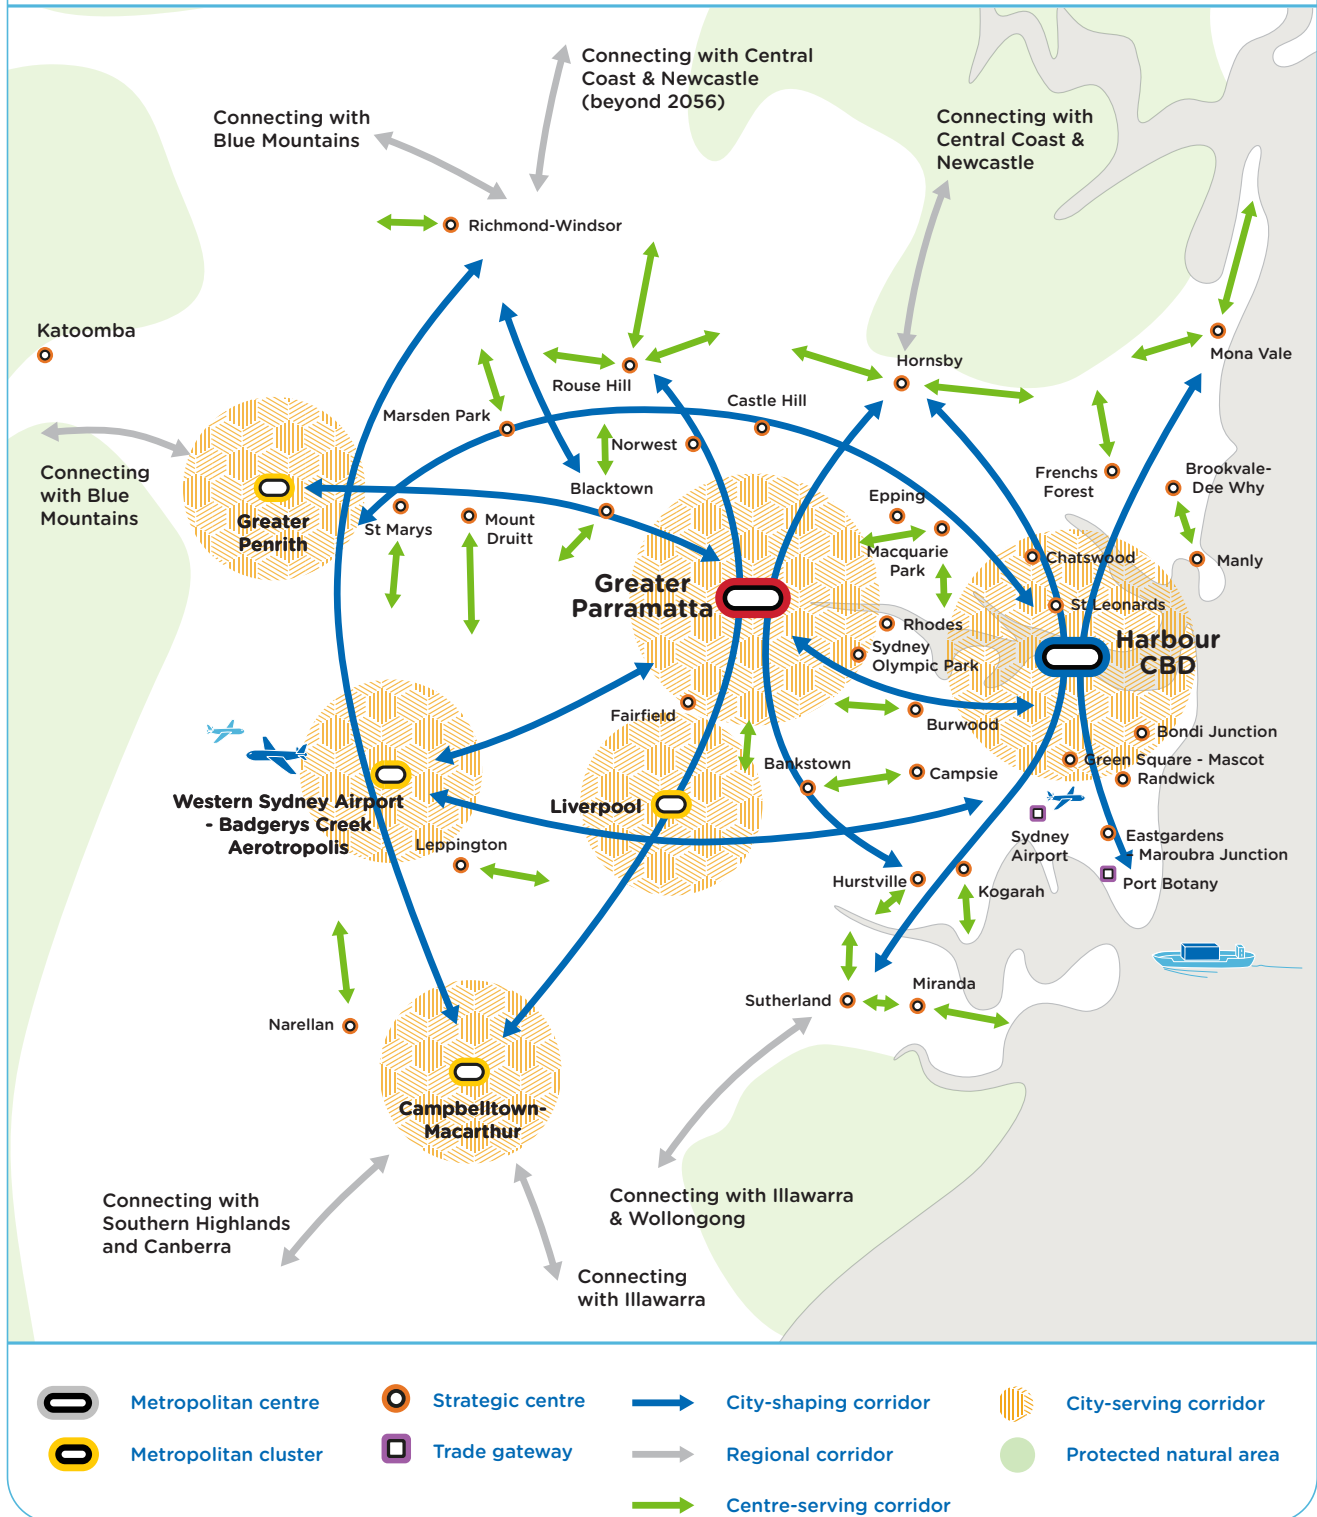 Connecting with Central
Coast & Newcastle
(beyond 2056)
Connecting with
Blue Mountains
Connecting with
Central Coast &
Newcastle
Richmond-Windsor
Katoomba
Mona Vale
Hornsby
Rouse Hill
Castle Hill
Marsden Park
Norwest
Connecting
with Blue
Mountains
Frenchs
Forest
Brookvale-
Dee Why
Blacktown
Epping
Greater
Penrith
St Marys
Mount
Druitt
Macquarie
Park
Chatswood
Manly
Greater
Parramatta
St Leonards
Rhodes
Harbour
CBD
Sydney
Olympic Park
Fairfield
Burwood
Bondi Junction
Bankstown
Campsie
Green Square - Mascot
Randwick
Western Sydney Airport
- Badgerys Creek
Aerotropolis
Liverpool
Sydney
Airport
Eastgardens
- Maroubra Junction
Leppington
Hurstville
Kogarah
Port Botany
Narellan
Sutherland
Miranda
Campbelltown-
Macarthur
Connecting with
Southern Highlands
and Canberra
Connecting with Illawarra
& Wollongong
Connecting
with Illawarra
Metropolitan centre
Strategic centre
City-shaping corridor
City-serving corridor
Metropolitan cluster
Trade gateway
Regional corridor
Protected natural area
Centre-serving corridor